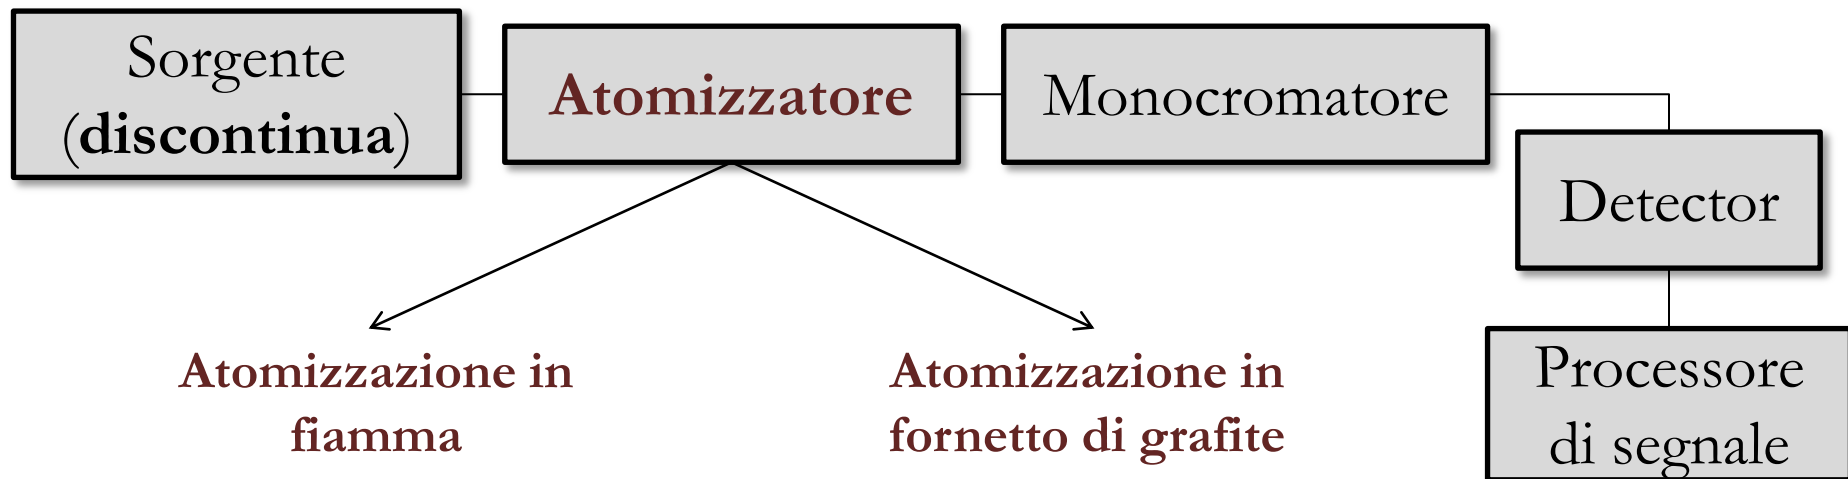 Sorgente
(discontinua)
Atomizzatore
Monocromatore
Detector
Processore
di segnale
Atomizzazione in
fiamma
Atomizzazione in
fornetto di grafite